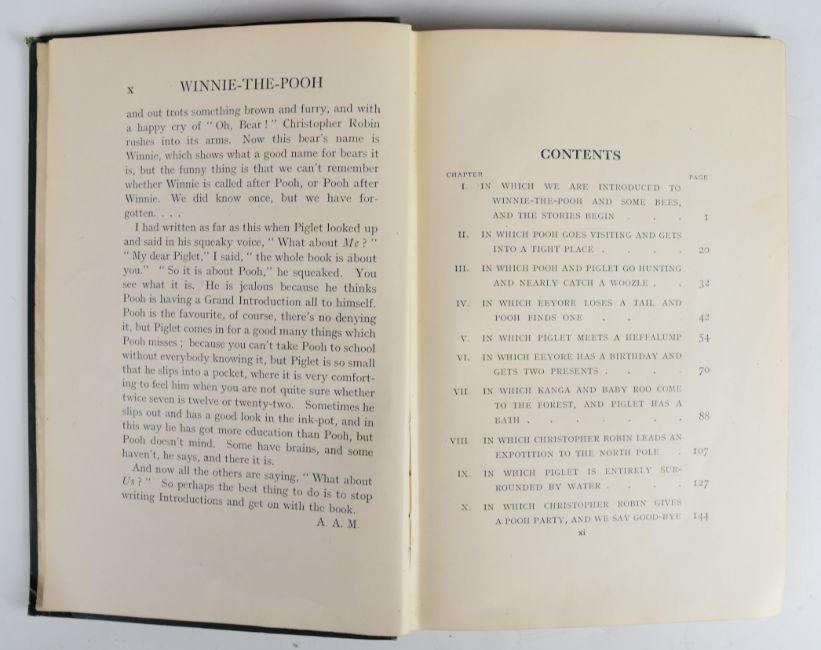 x WINNIE-THE-POOH
and out trots something brown and furry, and with
a happy cry of " Oh, Bear ! " Christopher Robin
rushes into its arms. Now this bear's name is
Winnie, which shows what a good name for bears it
is, but the funny thing is that we can't remember
whether Winnie is called after Pooh, or Pooh after
Winnie. We did know once, but we have for-
gotten. . . .
I had written as far as this when Piglet looked up
and said in his squeaky voice, " What about Me ? "
" My dear Piglet," I said, " the whole book is about
you." " So it is about Pooh," he squeaked. You
see what it is. He is jealous because he thinks
Pooh is having a Grand Introduction all to himself.
Pooh is the favourite, of course, there's no denying
it, but Piglet comes in for a good many things which
Pooh misses ; because you can't take Pooh to school
without everybody knowing it, but Piglet is so small
that he slips into a pocket, where it is very comfort-
ing to feel him when you are not quite sure whether
twice seven is twelve or twenty-two. Sometimes he
slips out and has a good look in the ink-pot, and in
this way he has got more education than Pooh, but
Pooh doesn't mind. Some have brains, and some
haven't, he says, and there it is.
And now all the others are saying, " What about
Us ? " So perhaps the best thing to do is to stop
writing Introductions and get on with the book.
A. A. M.
CONTENTS
CHAPTER PAGE
I. IN WHICH WE ARE INTRODUCED TO
WINNIE-THE-POOH AND SOME BEES,
AND THE STORIES BEGIN . . . 1
II. IN WHICH POOH GOES VISITING AND GETS
INTO A TIGHT PLACE . . . . 20
III. IN WHICH POOH AND PIGLET GO HUNTING
AND NEARLY CATCH A WOOZLE . . 32
IV. IN WHICH EEYORE LOSES A TAIL AND
POOH FINDS ONE . . . 42
V. IN WHICH PIGLET MEETS A HEFFALUMP 54
VI. IN WHICH EEYORE HAS A BIRTHDAY AND
GETS TWO PRESENTS . . . . 70
VII. IN WHICH KANGA AND BABY ROO COME
TO THE FOREST, AND PIGLET HAS A
BATH . . . . . . . 88
VIII. IN WHICH CHRISTOPHER ROBIN LEADS AN
EXPOTITION TO THE NORTH POLE . 107
IX. IN WHICH PIGLET IS ENTIRELY SUR-
ROUNDED BY WATER . . . . 127
X. IN WHICH CHRISTOPHER ROBIN GIVES
A POOH PARTY, AND WE SAY GOOD-BYE 144
xi